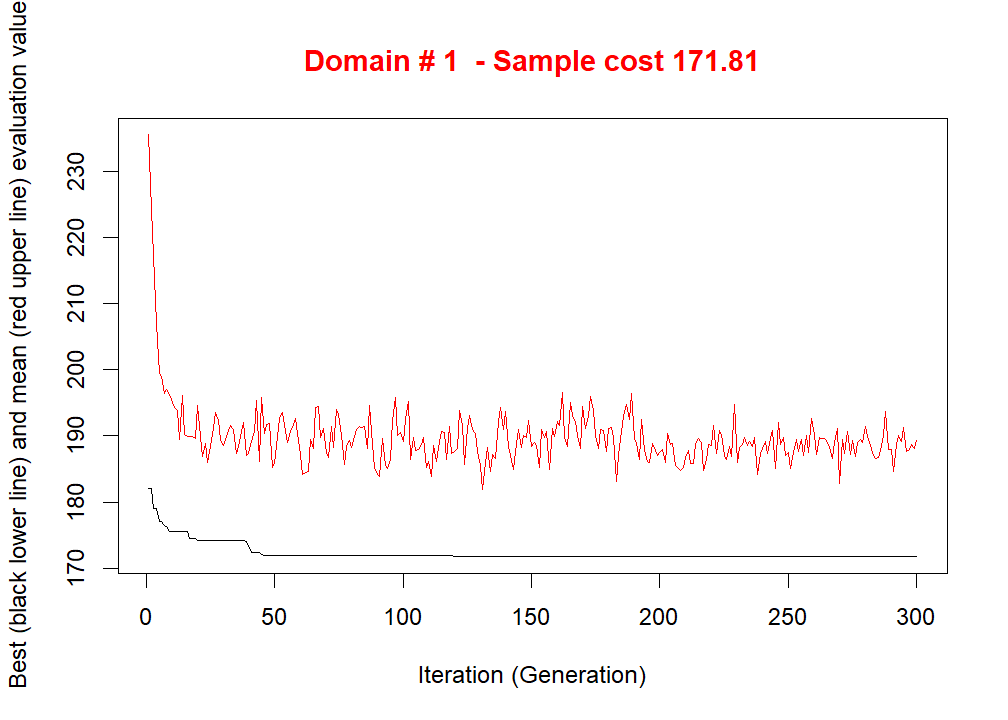 Domain # 1  - Sample cost 171.81
Best (black lower line) and mean (red upper line) evaluation value
230
220
210
200
190
180
170
0 50 100 150 200 250 300
Iteration (Generation)